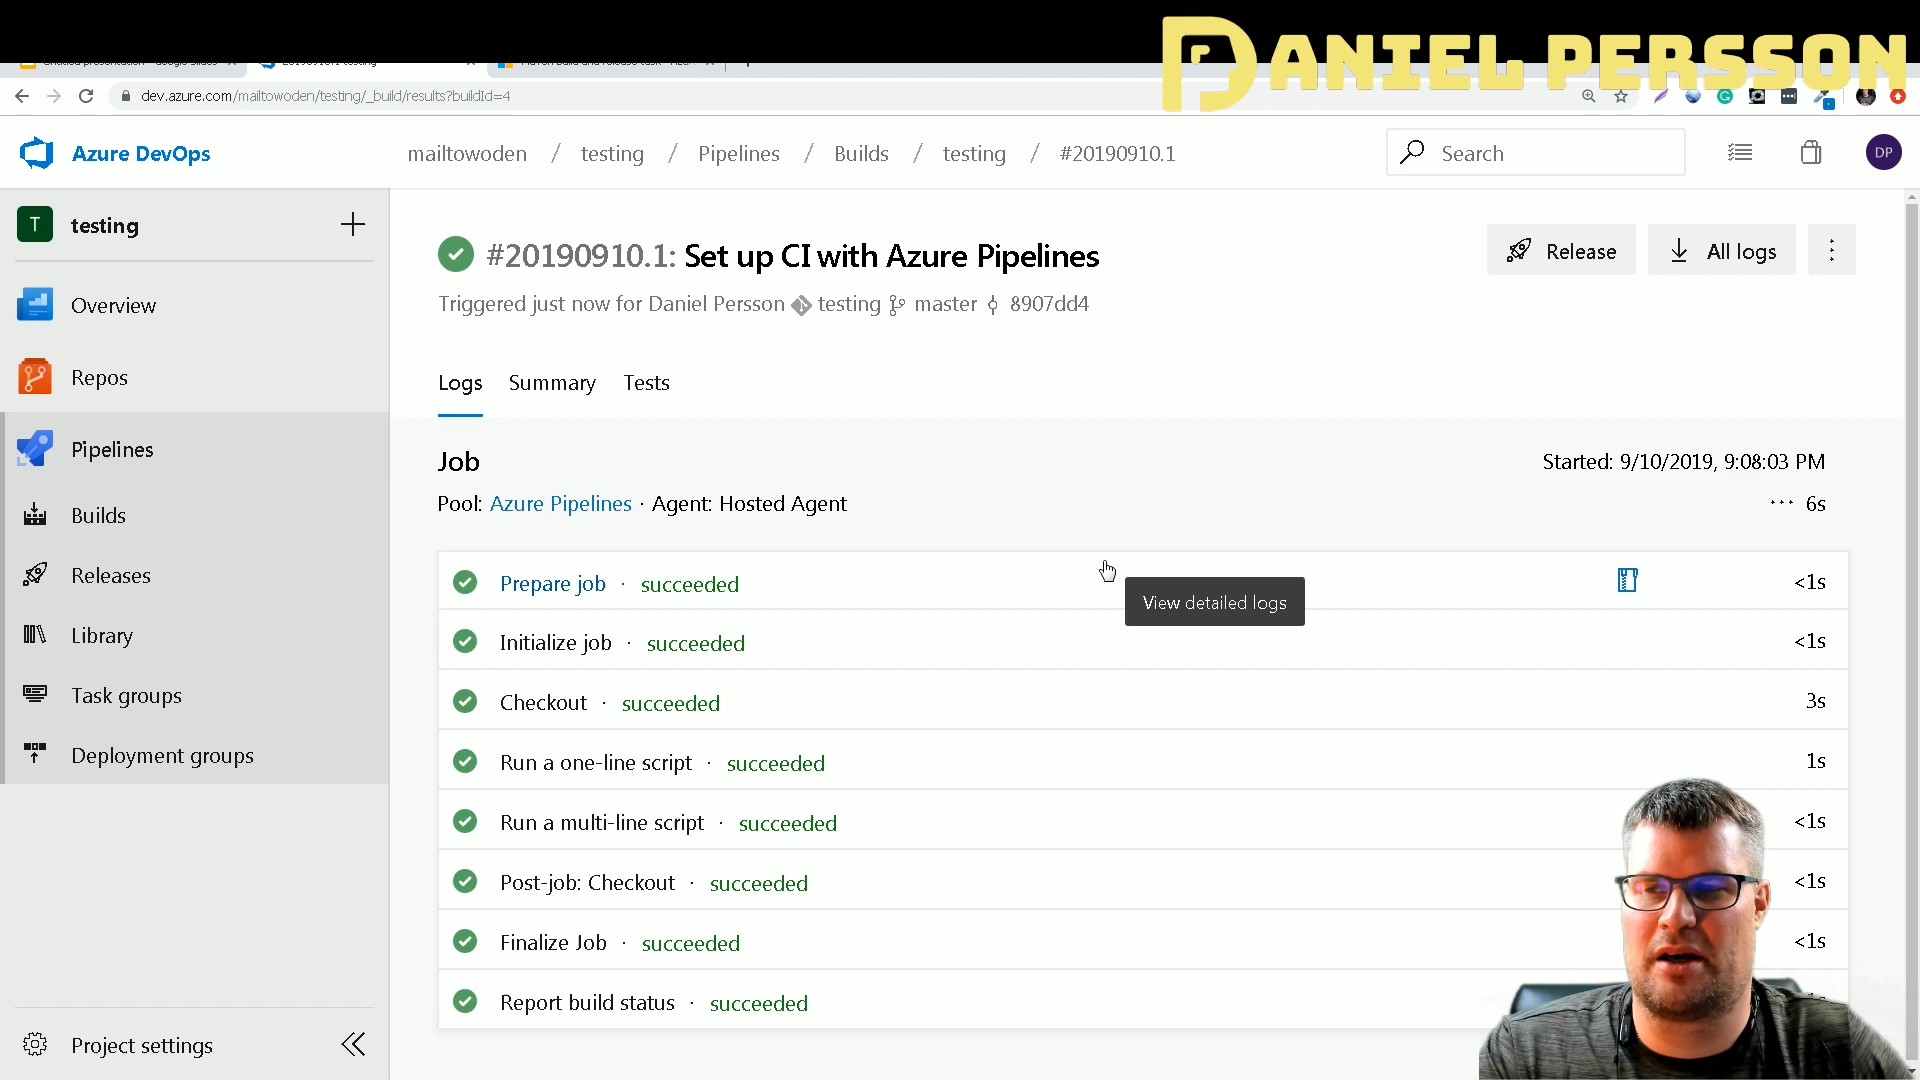 DANIEL PERSSON
dev.azure.com/mailtowoden/testing/_build/results?buildId=4
Azure DevOps
mailtowoden / testing / Pipelines / Builds / testing / #20190910.1
Search
DP
T testing
Overview
Repos
Pipelines
Builds
Releases
Library
Task groups
Deployment groups
Project settings
#20190910.1: Set up CI with Azure Pipelines
Release
All logs
Triggered just now for Daniel Persson testing master 8907dd4
Logs Summary Tests
Job
Started: 9/10/2019, 9:08:03 PM
Pool: Azure Pipelines · Agent: Hosted Agent
··· 6s
Prepare job · succeeded <1s
View detailed logs
Initialize job · succeeded <1s
Checkout · succeeded 3s
Run a one-line script · succeeded 1s
Run a multi-line script · succeeded <1s
Post-job: Checkout · succeeded <1s
Finalize Job · succeeded <1s
Report build status · succeeded